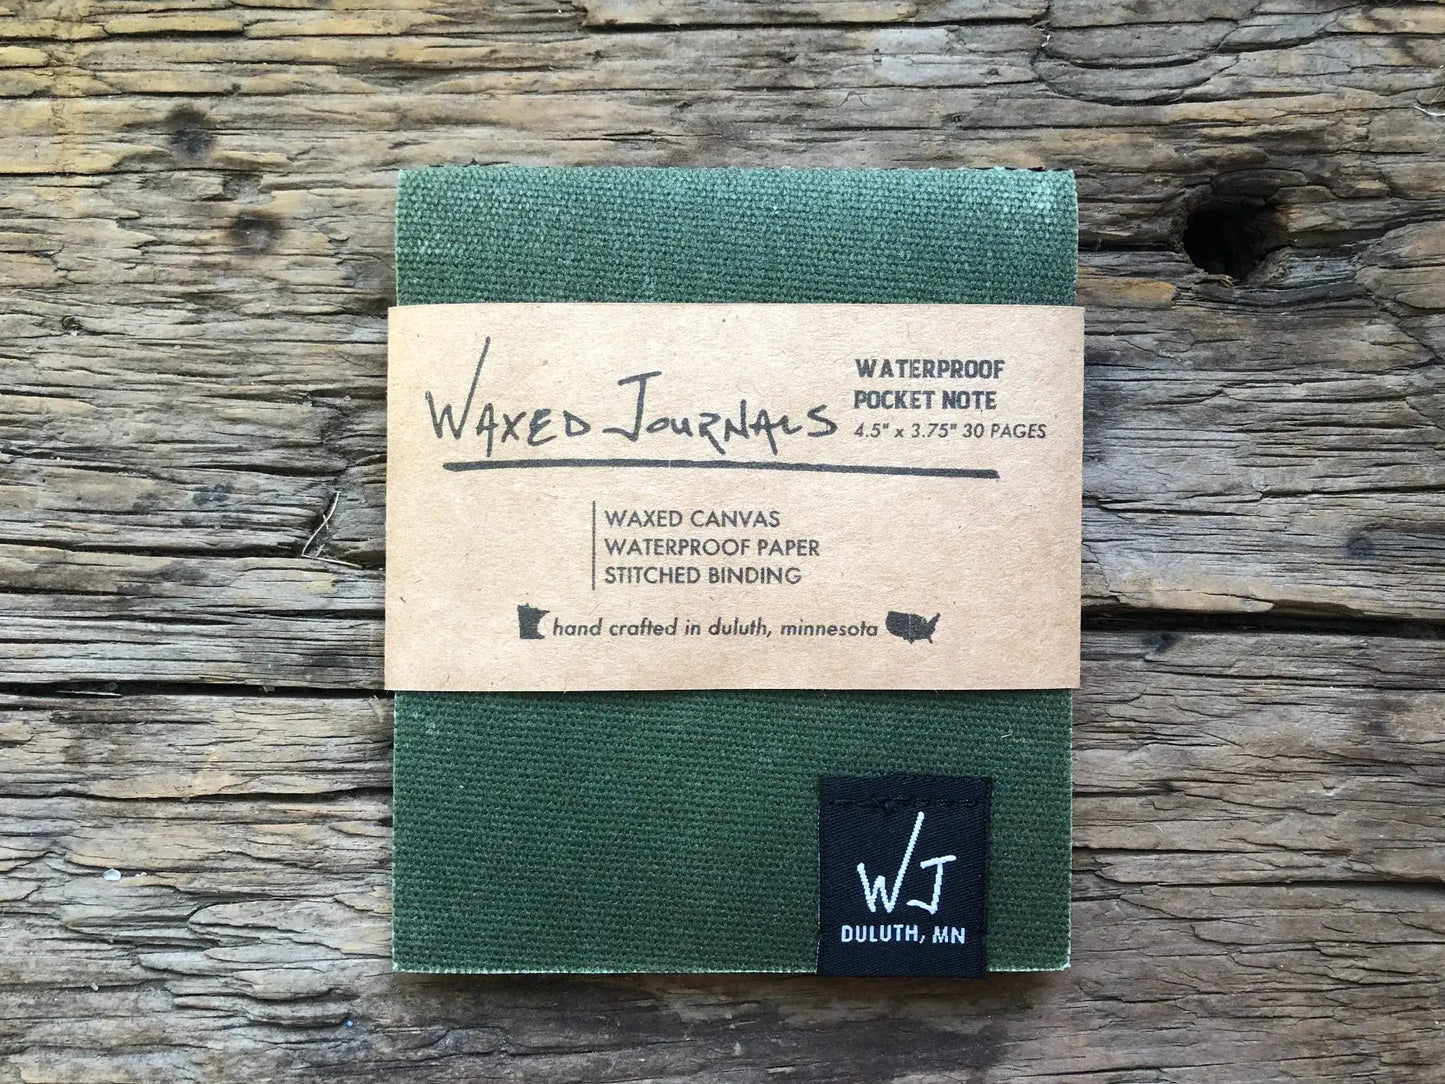 WAXED JOURNALS
WATERPROOF
POCKET NOTE
4.5" x 3.75" 30 PAGES
WAXED CANVAS
WATERPROOF PAPER
STITCHED BINDING
hand crafted in duluth, minnesota
WJ
DULUTH, MN